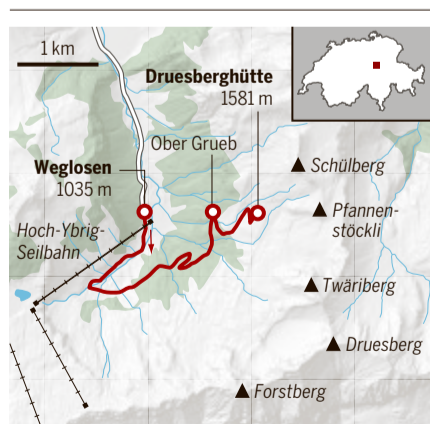 1 km
Druesberghütte
1581 m
Ober Grueb
Weglosen
1035 m
Schülberg
Hoch-Ybrig-
Seilbahn
Pfannen-
stöckli
Twäriberg
Druesberg
Forstberg